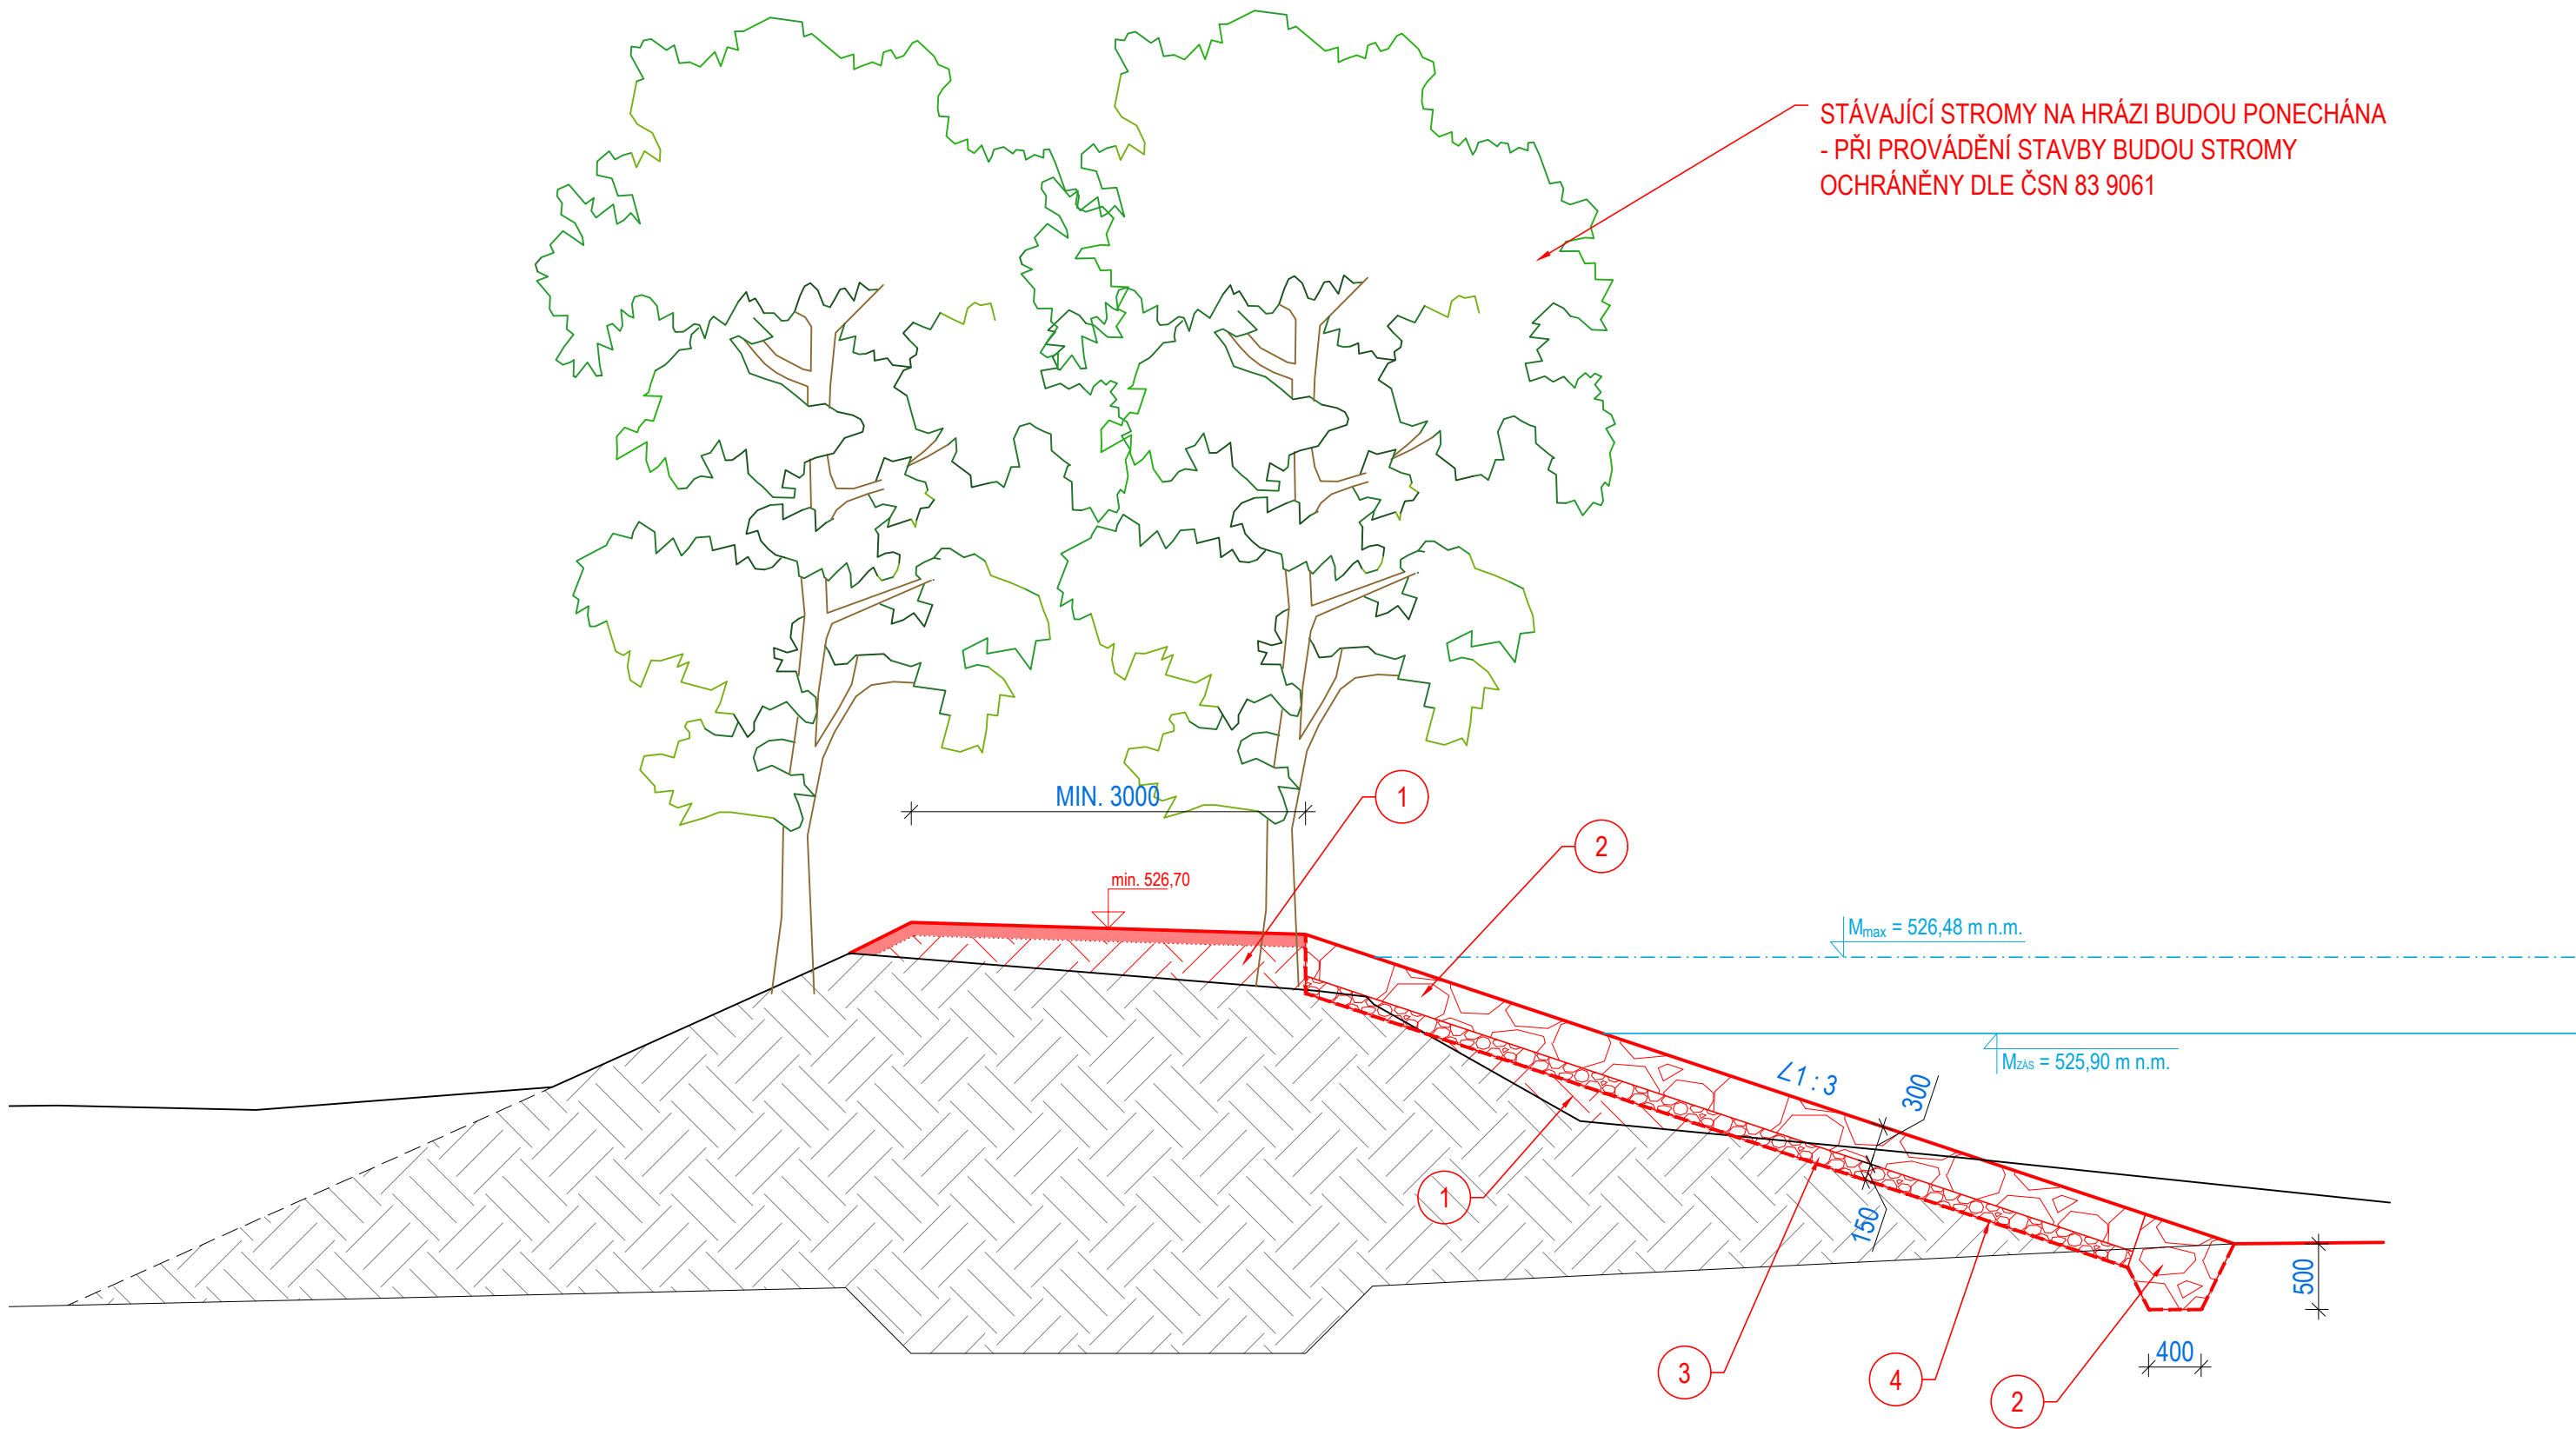 STÁVAJÍCÍ STROMY NA HRÁZI BUDOU PONECHÁNA
- PŘI PROVÁDĚNÍ STAVBY BUDOU STROMY
OCHRÁNĚNY DLE ČSN 83 9061
MIN. 3000
1
2
min. 526,70
Mmax = 526,48 m n.m.
MZÁS = 525,90 m n.m.
∠1 : 3
300
1
150
500
400
3
4
2